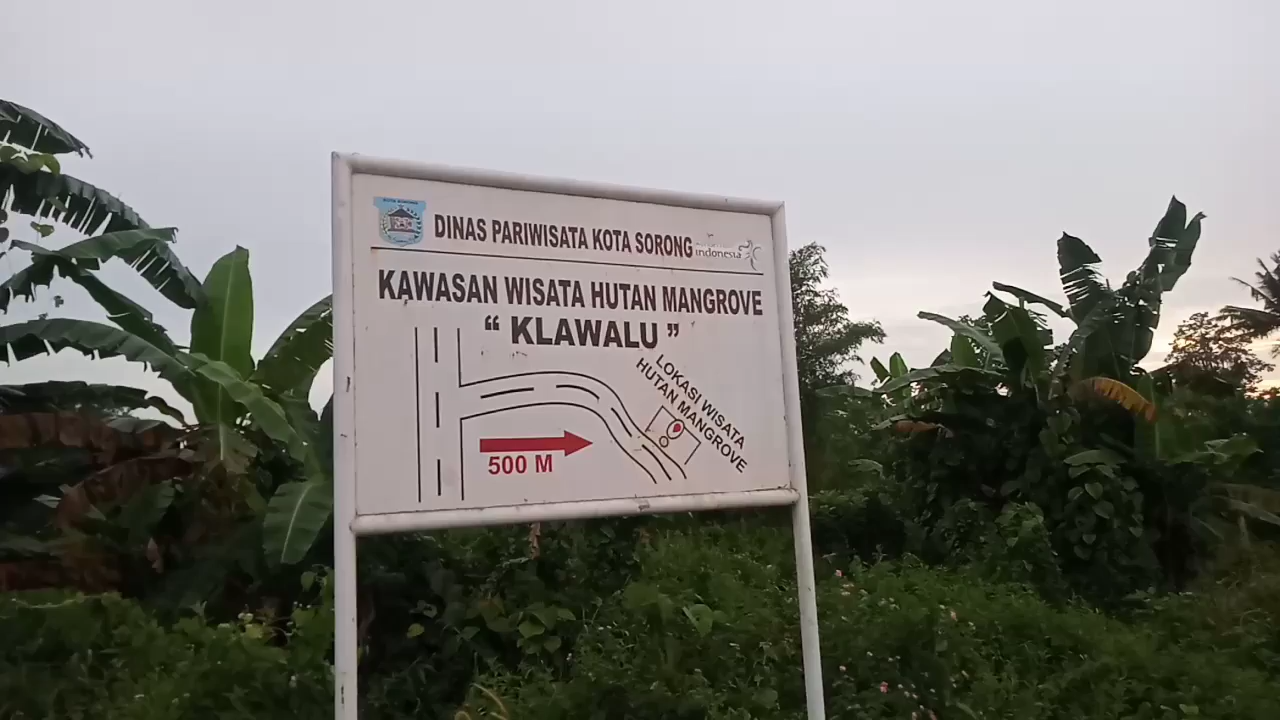 DINAS PARIWISATA KOTA SORONG
indonesia
KAWASAN WISATA HUTAN MANGROVE
“ KLAWALU ”
LOKASI WISATA
HUTAN MANGROVE
500 M